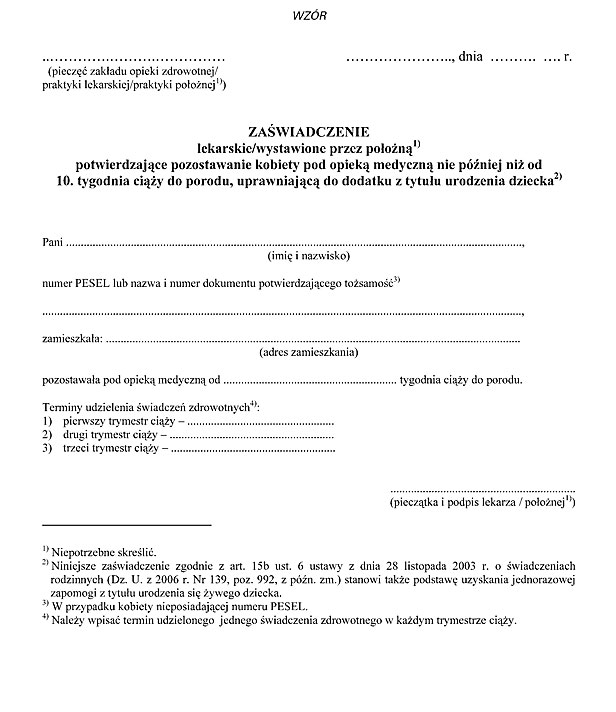 WZÓR
..………………………………… ………………….., dnia ………. …. r.
(pieczęć zakładu opieki zdrowotnej/
praktyki lekarskiej/praktyki położnej1))
ZAŚWIADCZENIE
lekarskie/wystawione przez położną1)
potwierdzające pozostawanie kobiety pod opieką medyczną nie później niż od
10. tygodnia ciąży do porodu, uprawniającą do dodatku z tytułu urodzenia dziecka2)
Pani ..........................................................................................................................................................,
(imię i nazwisko)
numer PESEL lub nazwa i numer dokumentu potwierdzającego tożsamość3)
..................................................................................................................................................................,
zamieszkała: .............................................................................................................................................
(adres zamieszkania)
pozostawała pod opieką medyczną od ........................................................... tygodnia ciąży do porodu.
Terminy udzielenia świadczeń zdrowotnych4):
1) pierwszy trymestr ciąży – ..................................................
2) drugi trymestr ciąży – ........................................................
3) trzeci trymestr ciąży – ........................................................
...............................................................
(pieczątka i podpis lekarza / położnej1))
1) Niepotrzebne skreślić.
2) Niniejsze zaświadczenie zgodnie z art. 15b ust. 6 ustawy z dnia 28 listopada 2003 r. o świadczeniach
rodzinnych (Dz. U. z 2006 r. Nr 139, poz. 992, z późn. zm.) stanowi także podstawę uzyskania jednorazowej
zapomogi z tytułu urodzenia się żywego dziecka.
3) W przypadku kobiety nieposiadającej numeru PESEL.
4) Należy wpisać termin udzielonego jednego świadczenia zdrowotnego w każdym trymestrze ciąży.